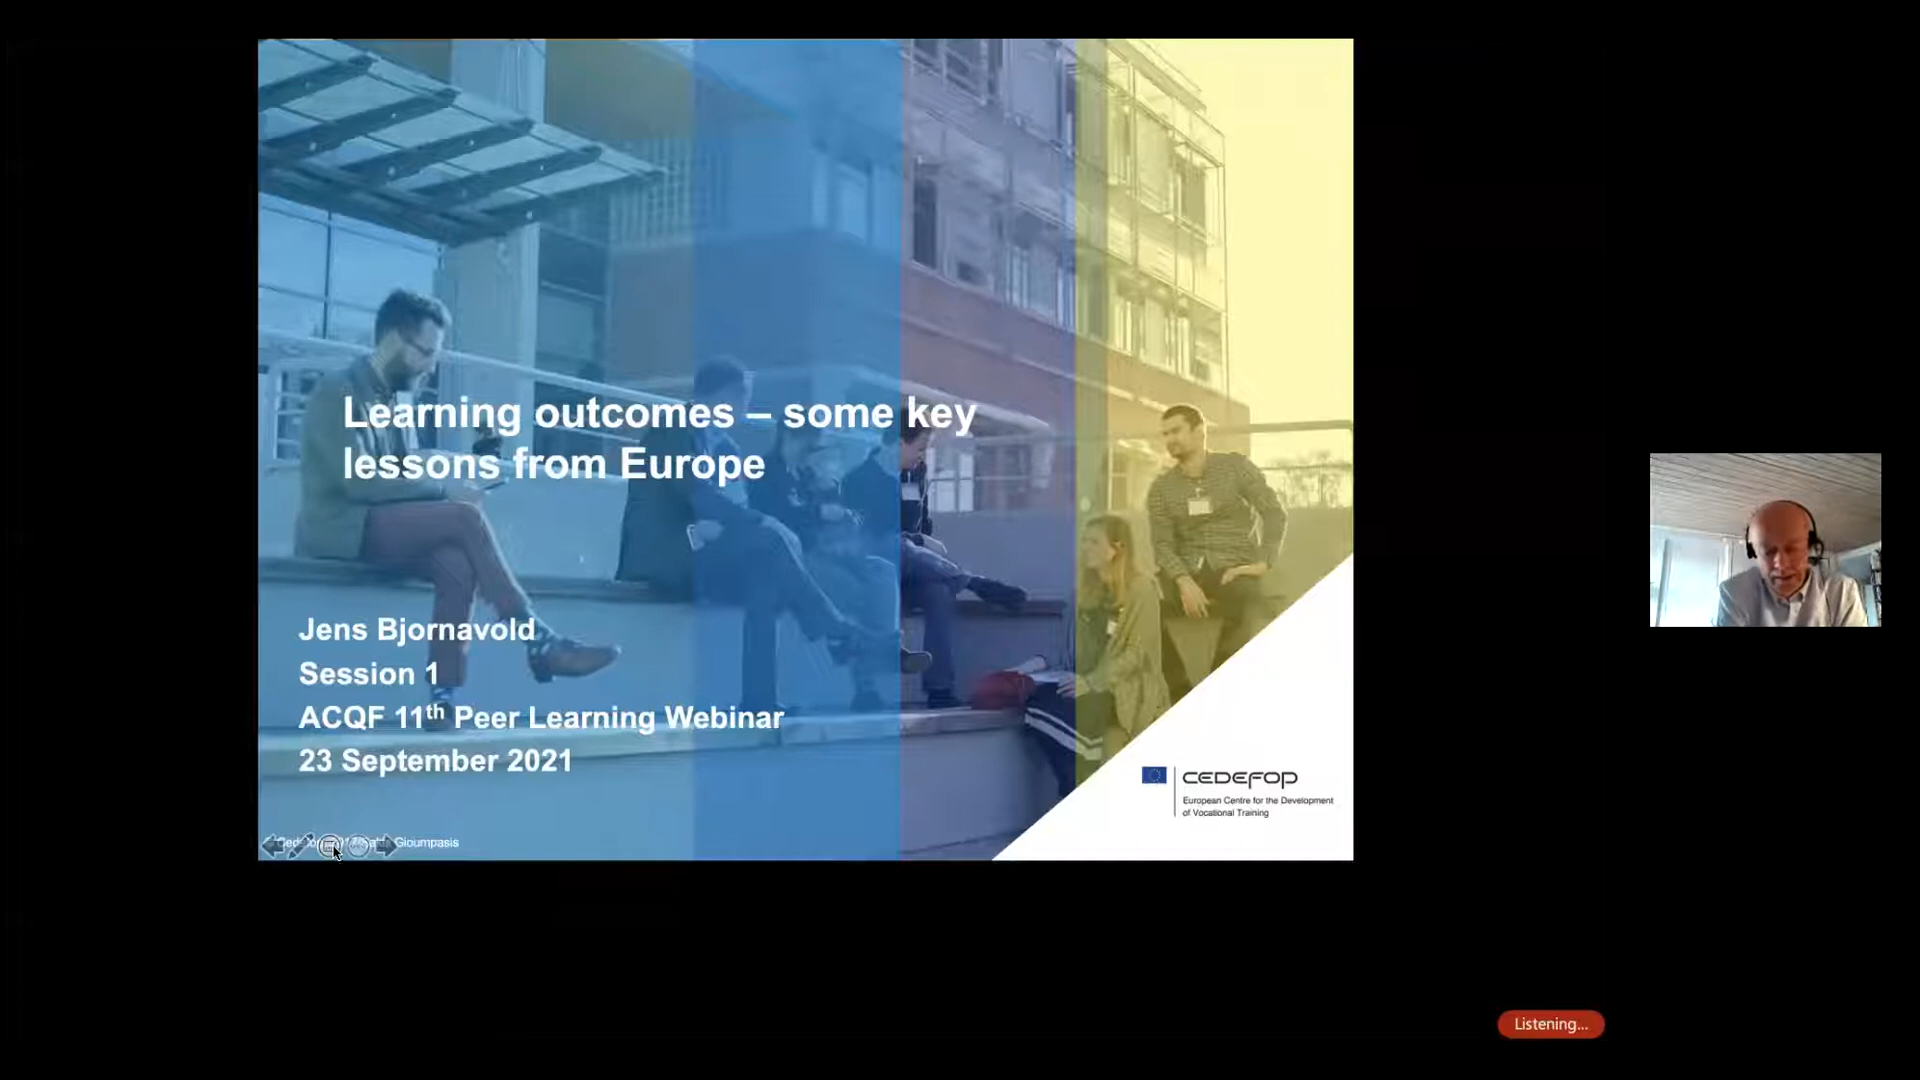 Learning outcomes – some key
lessons from Europe
Jens Bjornavold
Session 1
ACQF 11th Peer Learning Webinar
23 September 2021
CEDEFOP
European Centre for the Development
of Vocational Training
Gloumpasis
Listening...